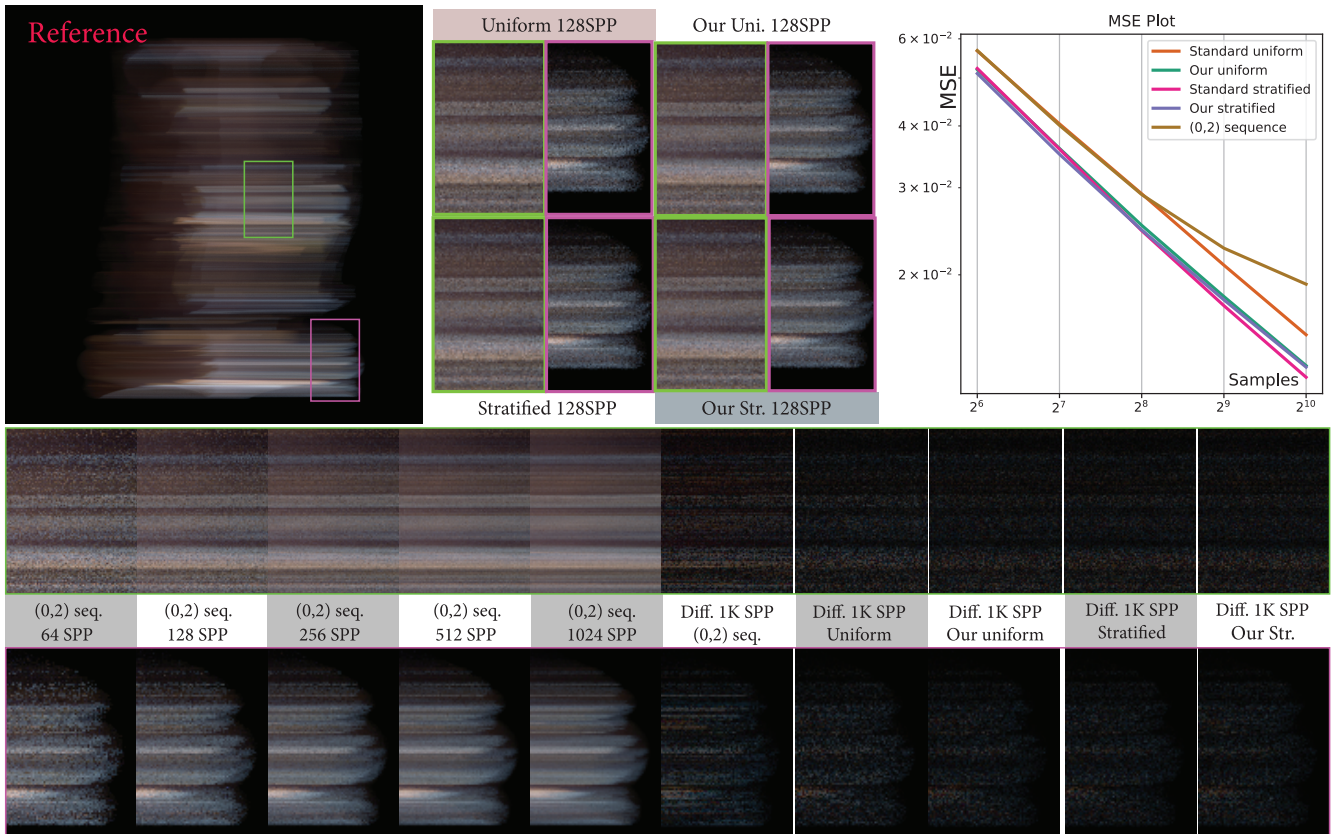 Reference
Uniform 128SPP
Our Uni. 128SPP
Stratified 128SPP
Our Str. 128SPP
MSE Plot
MSE
6 × 10⁻²
4 × 10⁻²
3 × 10⁻²
2 × 10⁻²
Standard uniform
Our uniform
Standard stratified
Our stratified
(0,2) sequence
Samples
2⁶
2⁷
2⁸
2⁹
2¹⁰
(0,2) seq.
64 SPP
(0,2) seq.
128 SPP
(0,2) seq.
256 SPP
(0,2) seq.
512 SPP
(0,2) seq.
1024 SPP
Diff. 1K SPP
(0,2) seq.
Diff. 1K SPP
Uniform
Diff. 1K SPP
Our uniform
Diff. 1K SPP
Stratified
Diff. 1K SPP
Our Str.